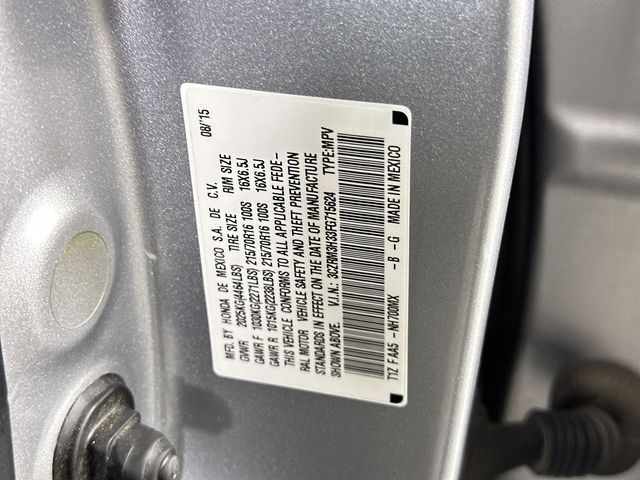 MFD. BY HONDA DE MEXICO S.A. DE C.V. 08/'15
GVWR 2025KG(4464LBS) TIRE SIZE RIM SIZE
GAWR F 1030KG(2271LBS) 215/70R16 100S 16X6.5J
GAWR R 1015KG(2238LBS) 215/70R16 100S 16X6.5J
THIS VEHICLE CONFORMS TO ALL APPLICABLE FEDE-
RAL MOTOR VEHICLE SAFETY AND THEFT PREVENTION
STANDARDS IN EFFECT ON THE DATE OF MANUFACTURE
SHOWN ABOVE. V.I.N.: 3CZRM3H33FG715624 TYPE:MPV
T1Z FAA5 -NH700MX -B -G MADE IN MEXICO